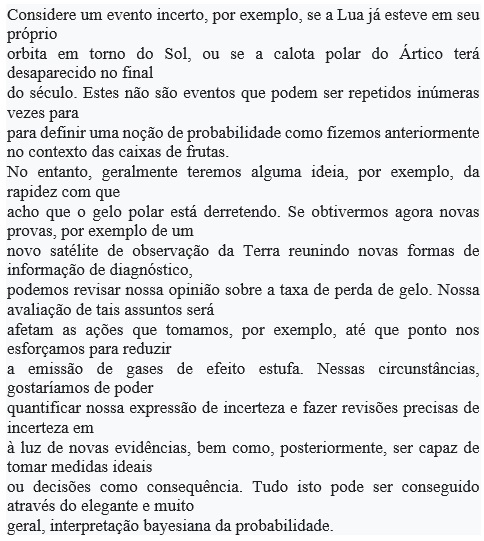 Considere um evento incerto, por exemplo, se a Lua já esteve em seu
próprio
orbita em torno do Sol, ou se a calota polar do Ártico terá
desaparecido no final
do século. Estes não são eventos que podem ser repetidos inúmeras
vezes para
para definir uma noção de probabilidade como fizemos anteriormente
no contexto das caixas de frutas.
No entanto, geralmente teremos alguma ideia, por exemplo, da
rapidez com que
acho que o gelo polar está derretendo. Se obtivermos agora novas
provas, por exemplo de um
novo satélite de observação da Terra reunindo novas formas de
informação de diagnóstico,
podemos revisar nossa opinião sobre a taxa de perda de gelo. Nossa
avaliação de tais assuntos será
afetam as ações que tomamos, por exemplo, até que ponto nos
esforçamos para reduzir
a emissão de gases de efeito estufa. Nessas circunstâncias,
gostaríamos de poder
quantificar nossa expressão de incerteza e fazer revisões precisas de
incerteza em
à luz de novas evidências, bem como, posteriormente, ser capaz de
tomar medidas ideais
ou decisões como consequência. Tudo isto pode ser conseguido
através do elegante e muito
geral, interpretação bayesiana da probabilidade.